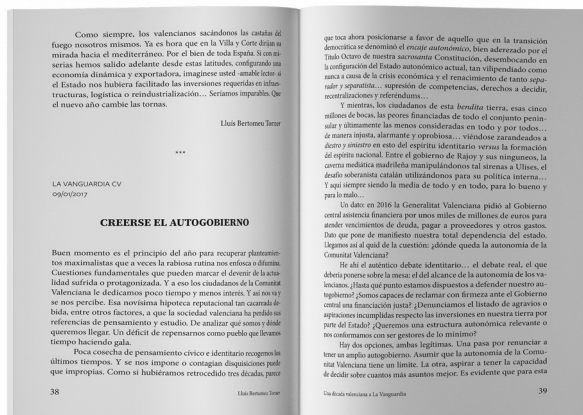 Como siempre, los valencianos sacándonos las castañas del
fuego nosotros mismos. Ya es hora que en la Villa y Corte dirijan su
mirada hacia el mediterráneo. Por el bien de toda España. Si con mi-
serias hemos salido adelante desde estas latitudes, configurando una
economía dinámica y exportadora, imagínese usted -amable lector- si
el Estado nos hubiera facilitado las inversiones requeridas en infraes-
tructuras, logística o reindustrialización... Seríamos imparables. Que
el nuevo año cambie las tornas.
Lluís Bertomeu Torner
***
LA VANGUARDIA CV
09/01/2017
CREERSE EL AUTOGOBIERNO
Buen momento es el principio del año para recuperar planteamien-
tos maximalistas que a veces la rabiosa rutina nos enfosca o difumina.
Cuestiones fundamentales que pueden marcar el devenir de la actua-
lidad sufrida o protagonizada. Y a eso los ciudadanos de la Comunitat
Valenciana le dedicamos poco tiempo y menos interés. Y así nos va y
se nos percibe. Esa novísima hipoteca reputacional tan cacareada de-
bida, entre otros factores, a que la sociedad valenciana ha perdido sus
referencias de pensamiento y estudio. De analizar qué somos y dónde
queremos llegar. Un déficit de repensarnos como pueblo que llevamos
tiempo haciendo gala.
Poca cosecha de pensamiento cívico e identitario recogemos los
últimos tiempos. Y se nos impone o contagian disquisiciones puede
que impropias. Como si hubiéramos retrocedido tres décadas, parece
38
Lluís Bertomeu Torner
que toca ahora posicionarse a favor de aquello que en la transición
democrática se denominó el encaje autonómico, bien aderezado por el
Título Octavo de nuestra sacrosanta Constitución, desembocando en
la configuración del Estado autonómico actual, tan vilipendiado como
nunca a causa de la crisis económica y el renacimiento de tanto sepa-
rador y separatista... supresión de competencias, derechos a decidir,
recentralizaciones y referéndums...
Y mientras, los ciudadanos de esta bendita tierra, esas cinco
millones de bocas, las peores financiadas de todo el conjunto penin-
sular y últimamente las menos consideradas en todo y por todos...
de manera injusta, alarmante y oprobiosa... viéndose zarandeados a
diestro y siniestro en esto del espíritu identitario versus la formación
del espíritu nacional. Entre el gobierno de Rajoy y sus ninguneos, la
caverna mediática madrileña manipulándonos tal sirenas a Ulises, el
desafío soberanista catalán utilizándonos para su política interna...
Y aquí siempre siendo la media de todo y en todo, para lo bueno y
para lo malo...
Un dato: en 2016 la Generalitat Valenciana pidió al Gobierno
central asistencia financiera por unos miles de millones de euros para
atender vencimientos de deuda, pagar a proveedores y otros gastos.
Dato que pone de manifiesto nuestra total dependencia del estado.
Llegamos así al quid de la cuestión: ¿dónde queda la autonomía de la
Comunitat Valenciana?
He ahí el auténtico debate identitario... el debate real, el que
debería ponerse sobre la mesa: el del alcance de la autonomía de los va-
lencianos. ¿Hasta qué punto estamos dispuestos a defender nuestro au-
togobierno? ¿Somos capaces de reclamar con firmeza ante el Gobierno
central una financiación justa? ¿Denunciamos el listado de agravios o
aspiraciones incumplidas respecto las inversiones en nuestra tierra por
parte del Estado? ¿Queremos una estructura autonómica relevante o
nos conformamos con ser gestores de lo mínimo?
Hay dos opciones, ambas legítimas. Una pasa por renunciar a
tener un amplio autogobierno. Asumir que la autonomía de la Comu-
nitat Valenciana tiene un límite. La otra, aspirar a tener la capacidad
de decidir sobre cuantos más asuntos mejor. Es evidente que para esta
Una década valenciana a La Vanguardia
39